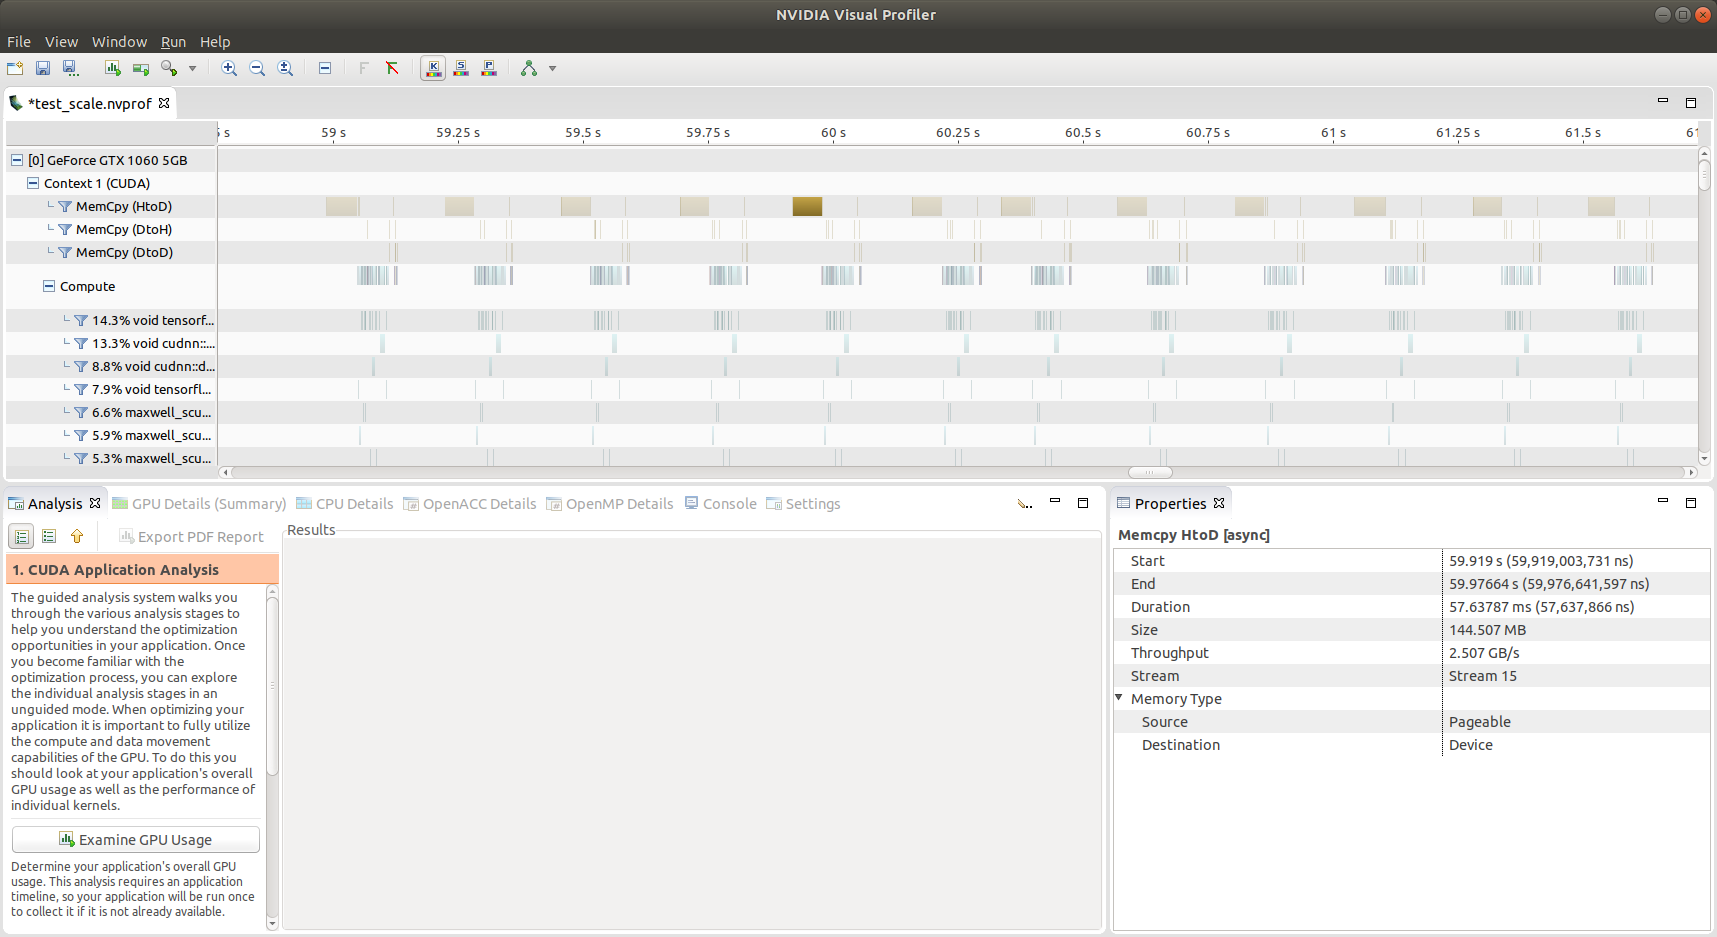 NVIDIA Visual Profiler
File View Window Run Help
*test_scale.nvprof
5 s 59 s 59.25 s 59.5 s 59.75 s 60 s 60.25 s 60.5 s 60.75 s 61 s 61.25 s 61.5 s 61
[0] GeForce GTX 1060 5GB
Context 1 (CUDA)
MemCpy (HtoD)
MemCpy (DtoH)
MemCpy (DtoD)
Compute
14.3% void tensorf...
13.3% void cudnn::...
8.8% void cudnn::d...
7.9% void tensorfl...
6.6% maxwell_scu...
5.9% maxwell_scu...
5.3% maxwell_scu...
Analysis GPU Details (Summary) CPU Details OpenACC Details OpenMP Details Console Settings
Export PDF Report
Results
1. CUDA Application Analysis
The guided analysis system walks you
through the various analysis stages to
help you understand the optimization
opportunities in your application. Once
you become familiar with the
optimization process, you can explore
the individual analysis stages in an
unguided mode. When optimizing your
application it is important to fully utilize
the compute and data movement
capabilities of the GPU. To do this you
should look at your application's overall
GPU usage as well as the performance of
individual kernels.
Examine GPU Usage
Determine your application's overall GPU
usage. This analysis requires an application
timeline, so your application will be run once
to collect it if it is not already available.
Properties
Memcpy HtoD [async]
Start 59.919 s (59,919,003,731 ns)
End 59.97664 s (59,976,641,597 ns)
Duration 57.63787 ms (57,637,866 ns)
Size 144.507 MB
Throughput 2.507 GB/s
Stream Stream 15
Memory Type
Source Pageable
Destination Device